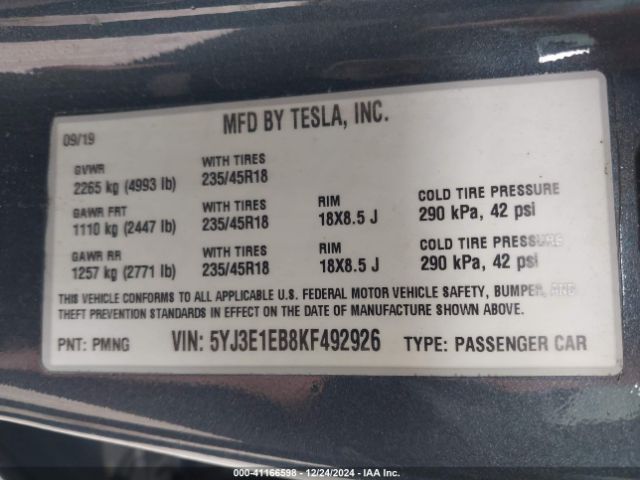 MFD BY TESLA, INC.
09/19
GVWR WITH TIRES
2265 kg (4993 lb) 235/45R18
GAWR FRT WITH TIRES RIM COLD TIRE PRESSURE
1110 kg (2447 lb) 235/45R18 18X8.5 J 290 kPa, 42 psi
GAWR RR WITH TIRES RIM COLD TIRE PRESSURE
1257 kg (2771 lb) 235/45R18 18X8.5 J 290 kPa, 42 psi
THIS VEHICLE CONFORMS TO ALL APPLICABLE U.S. FEDERAL MOTOR VEHICLE SAFETY, BUMPER, AND
THEFT PREVENTION STANDARDS IN EFFECT ON THE DATE OF MANUFACTURE SHOWN ABOVE.
PNT: PMNG VIN: 5YJ3E1EB8KF492926 TYPE: PASSENGER CAR
000-41166598 - 12/24/2024 - IAA Inc.